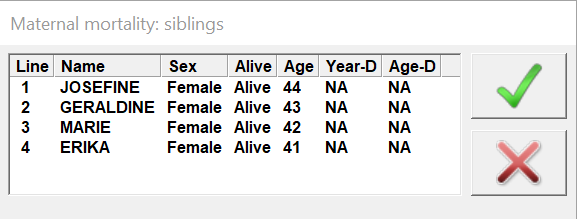 Maternal mortality: siblings
Line Name Sex Alive Age Year-D Age-D
1 JOSEFINE Female Alive 44 NA NA
2 GERALDINE Female Alive 43 NA NA
3 MARIE Female Alive 42 NA NA
4 ERIKA Female Alive 41 NA NA